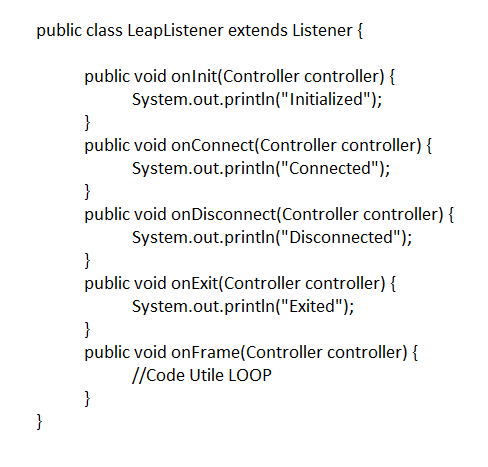 public class LeapListener extends Listener {
public void onInit(Controller controller) {
System.out.println("Initialized");
}
public void onConnect(Controller controller) {
System.out.println("Connected");
}
public void onDisconnect(Controller controller) {
System.out.println("Disconnected");
}
public void onExit(Controller controller) {
System.out.println("Exited");
}
public void onFrame(Controller controller) {
//Code Utile LOOP
}
}